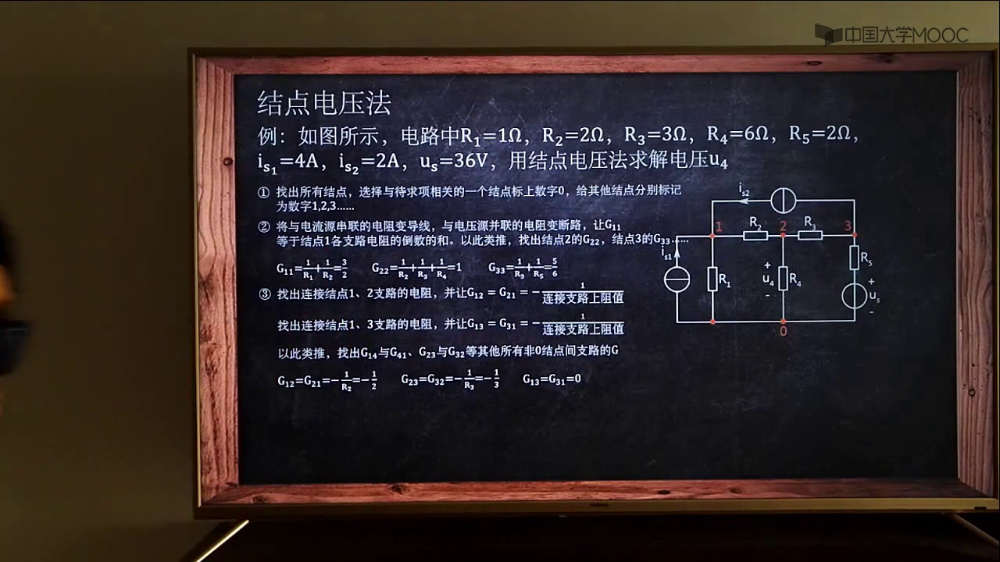 中国大学MOOC
结点电压法
例：如图所示，电路中R₁=1Ω，R₂=2Ω，R₃=3Ω，R₄=6Ω，R₅=2Ω，
iₛ₁=4A，iₛ₂=2A，uₛ=36V，用结点电压法求解电压u₄
① 找出所有结点，选择与待求项相关的一个结点标上数字0，给其他结点分别标记
为数字1,2,3……
② 将与电流源串联的电阻变导线，与电压源并联的电阻变断路，让G₁₁
等于结点1各支路电阻的倒数的和。以此类推，找出结点2的G₂₂，结点3的G₃₃……
G₁₁=1/R₁+1/R₂=3/2 G₂₂=1/R₂+1/R₃+1/R₄=1 G₃₃=1/R₃+1/R₅=5/6
③ 找出连接结点1、2支路的电阻，并让G₁₂ = G₂₁ = −1/连接支路上阻值
找出连接结点1、3支路的电阻，并让G₁₃ = G₃₁ = −1/连接支路上阻值
以此类推，找出G₁₄与G₄₁、G₂₃与G₃₂等其他所有非0结点间支路的G
G₁₂=G₂₁=−1/R₂=−1/2 G₂₃=G₃₂=−1/R₃=−1/3 G₁₃=G₃₁=0
iₛ₂
1 R₂ 2 R₃ 3
iₛ₁
R₅
R₁
+
u₄
-
R₄
+
uₛ
-
0